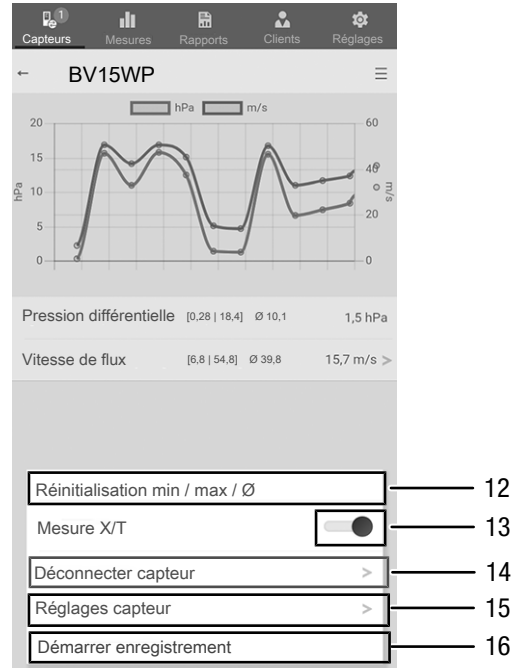 1
Capteurs Mesures Rapports Clients Réglages
← BV15WP ☰
hPa m/s
20 60
15
40
10
20
5
0 0
hPa
°C
m/s
Pression différentielle [0,28 | 18,4] Ø 10,1 1,5 hPa
Vitesse de flux [6,8 | 54,8] Ø 39,8 15,7 m/s >
Réinitialisation min / max / Ø 12
Mesure X/T 13
Déconnecter capteur > 14
Réglages capteur > 15
Démarrer enregistrement 16